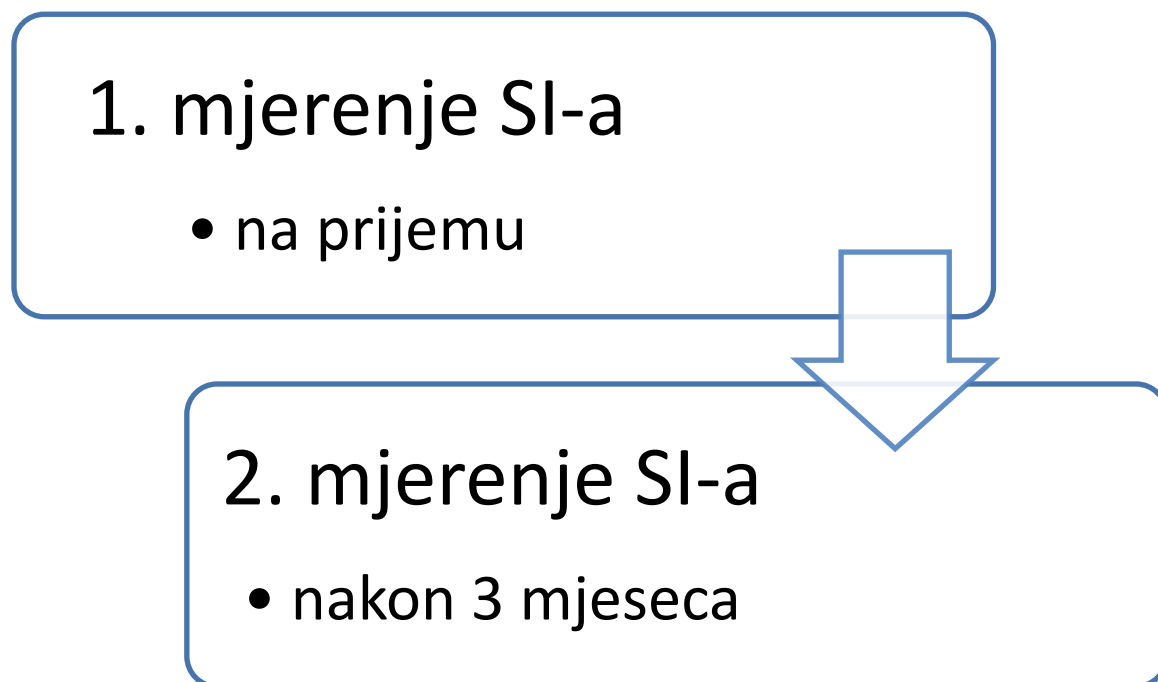 1. mjerenje SI-a
• na prijemu
2. mjerenje SI-a
• nakon 3 mjeseca